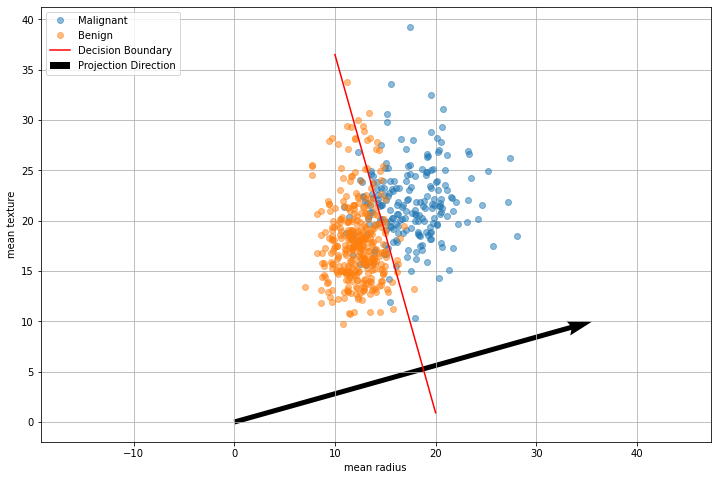 Malignant
Benign
Decision Boundary
Projection Direction
40
35
30
25
20
15
10
5
0
mean texture
−10
0
10
20
30
40
mean radius